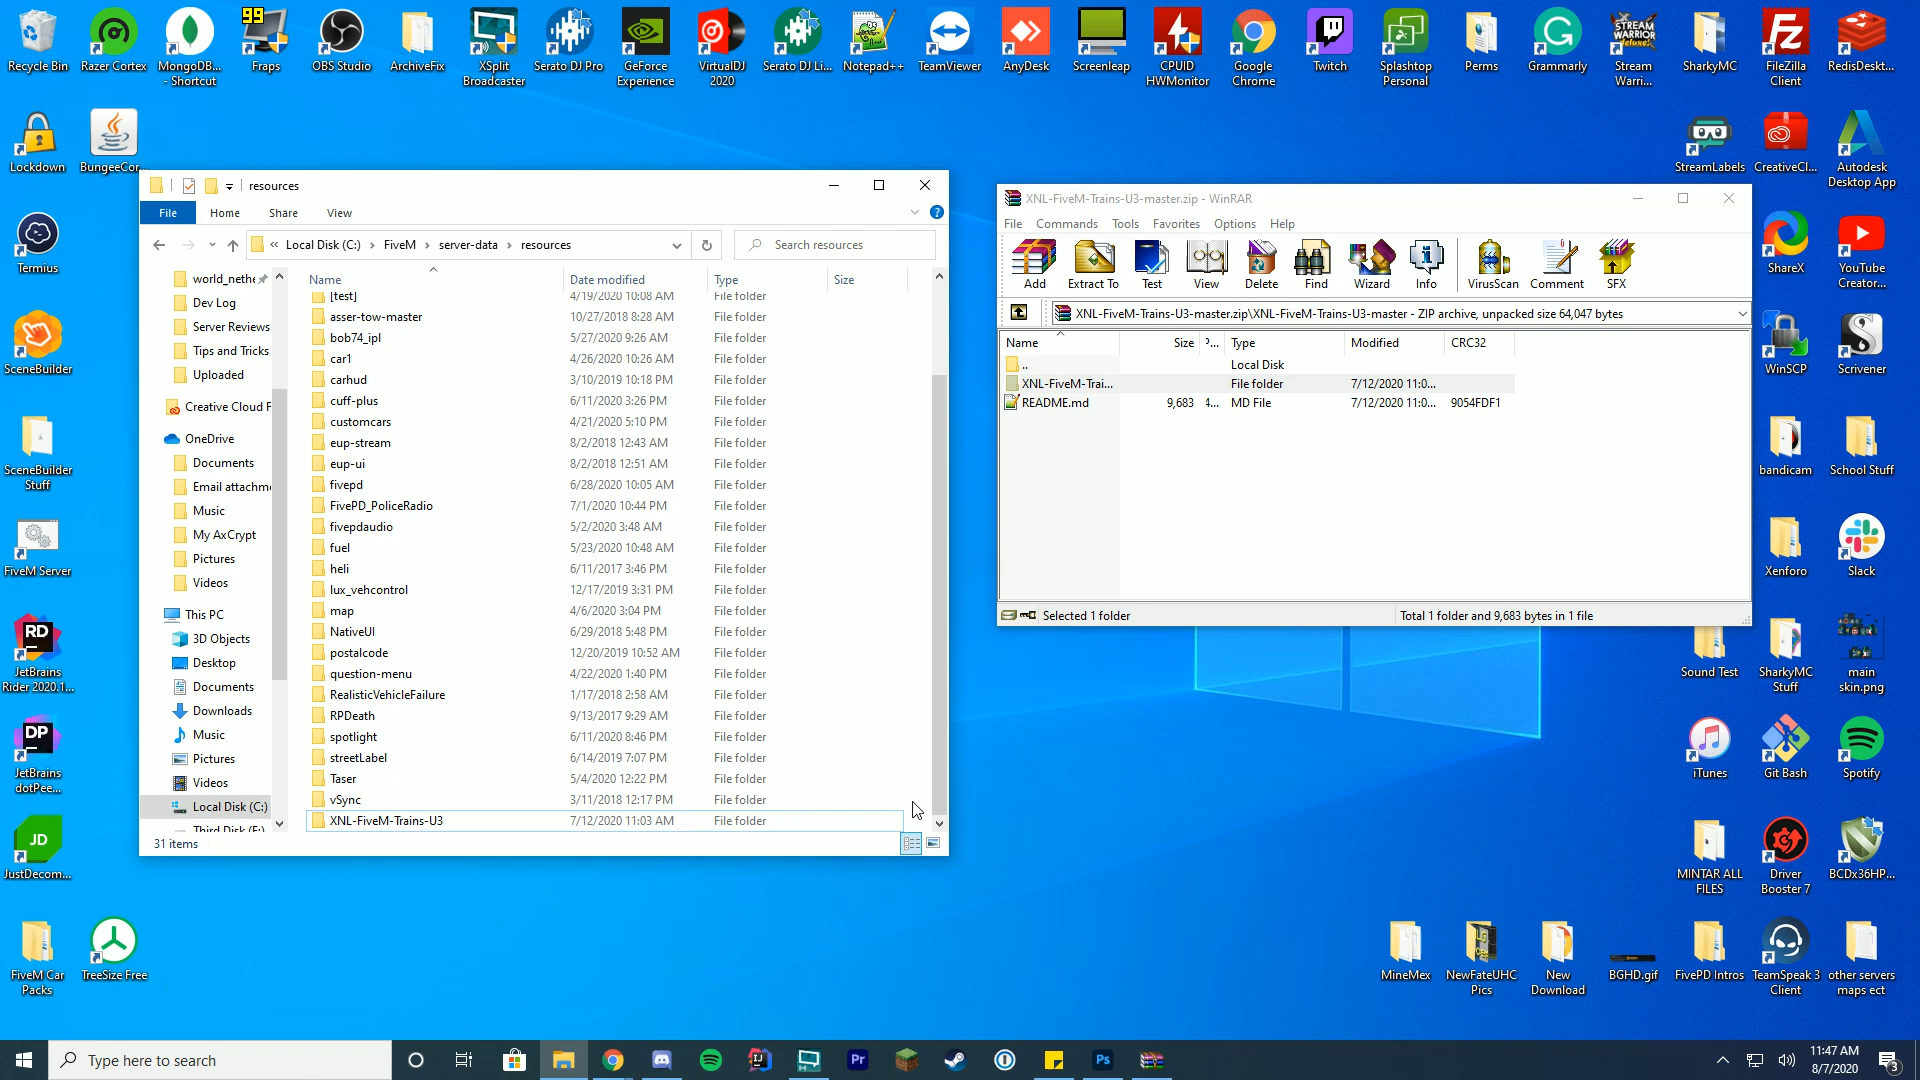 Recycle Bin
Razer Cortex
MongoDB...
- Shortcut
99
Fraps
OBS Studio
ArchiveFix
XSplit
Broadcaster
Serato DJ Pro
GeForce
Experience
VirtualDJ
2020
Serato DJ Li...
Notepad++
TeamViewer
AnyDesk
Screenleap
CPUID
HWMonitor
Google
Chrome
Twitch
Splashtop
Personal
Perms
Grammarly
Stream
Warri...
SharkyMC
FileZilla
Client
RedisDeskt...
Lockdown
BungeeCor...
StreamLabels
CreativeCl...
Autodesk
Desktop App
Termius
SceneBuilder
SceneBuilder
Stuff
FiveM Server
JetBrains
Rider 2020.1...
JetBrains
dotPee...
JustDecom...
FiveM Car
Packs
TreeSize Free
resources
File
Home
Share
View
Local Disk (C:)
FiveM
server-data
resources
Search resources
world_nethe
Dev Log
Server Reviews
Tips and Tricks
Uploaded
Creative Cloud F
OneDrive
Documents
Email attachme
Music
My AxCrypt
Pictures
Videos
This PC
3D Objects
Desktop
Documents
Downloads
Music
Pictures
Videos
Local Disk (C:)
Third Disk (F:)
Name Date modified Type Size
[test] 4/19/2020 10:08 AM File folder
asser-tow-master 10/27/2018 8:28 AM File folder
bob74_ipl 5/27/2020 9:26 AM File folder
car1 4/26/2020 10:26 AM File folder
carhud 3/10/2019 10:18 PM File folder
cuff-plus 6/11/2020 3:26 PM File folder
customcars 4/21/2020 5:10 PM File folder
eup-stream 8/2/2018 12:43 AM File folder
eup-ui 8/2/2018 12:51 AM File folder
fivepd 6/28/2020 10:05 AM File folder
FivePD_PoliceRadio 7/1/2020 10:44 PM File folder
fivepdaudio 5/2/2020 3:48 AM File folder
fuel 5/23/2020 10:48 AM File folder
heli 6/11/2017 3:46 PM File folder
lux_vehcontrol 12/17/2019 3:31 PM File folder
map 4/6/2020 3:04 PM File folder
NativeUI 6/29/2018 5:48 PM File folder
postalcode 12/20/2019 10:52 AM File folder
question-menu 4/22/2020 1:40 PM File folder
RealisticVehicleFailure 1/17/2018 2:58 AM File folder
RPDeath 9/13/2017 9:29 AM File folder
spotlight 6/11/2020 8:46 PM File folder
streetLabel 6/14/2019 7:07 PM File folder
Taser 5/4/2020 12:22 PM File folder
vSync 3/11/2018 12:17 PM File folder
XNL-FiveM-Trains-U3 7/12/2020 11:03 AM File folder
31 items
XNL-FiveM-Trains-U3-master.zip - WinRAR
File Commands Tools Favorites Options Help
Add
Extract To
Test
View
Delete
Find
Wizard
Info
VirusScan
Comment
SFX
XNL-FiveM-Trains-U3-master.zip\XNL-FiveM-Trains-U3-master - ZIP archive, unpacked size 64,047 bytes
Name Size Type Modified CRC32
.. Local Disk
XNL-FiveM-Trai... File folder 7/12/2020 11:0...
README.md 9,683 4... MD File 7/12/2020 11:0... 9054FDF1
Selected 1 folder
Total 1 folder and 9,683 bytes in 1 file
ShareX
YouTube
Creator...
WinSCP
Scrivener
bandicam
School Stuff
Xenforo
Slack
Sound Test
SharkyMC
Stuff
main
skin.png
iTunes
Git Bash
Spotify
MINTAR ALL
FILES
Driver
Booster 7
BCDx36HP...
MineMex
NewFateUHC
Pics
New
Download
BGHD.gif
FivePD Intros
TeamSpeak 3
Client
other servers
maps ect
Type here to search
11:47 AM
8/7/2020
3